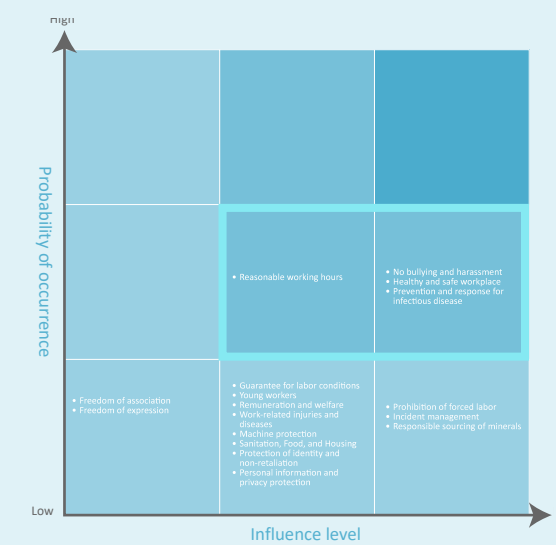 High
Probability of occurrence
• Reasonable working hours
• No bullying and harassment
• Healthy and safe workplace
• Prevention and response for
infectious disease
• Freedom of association
• Freedom of expression
• Guarantee for labor conditions
• Young workers
• Remuneration and welfare
• Work-related injuries and
diseases
• Machine protection
• Sanitation, Food, and Housing
• Protection of identity and
non-retaliation
• Personal information and
privacy protection
• Prohibition of forced labor
• Incident management
• Responsible sourcing of minerals
Low
Influence level